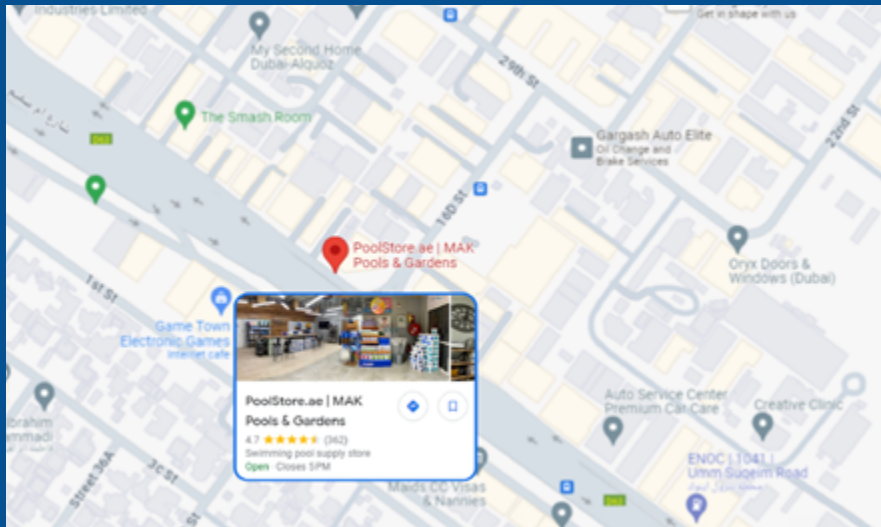 Industries Limited
Get in shape with us
My Second Home
Dubai-Alquoz
29th St
22nd St
The Smash Room
Gargash Auto Elite
Oil Change and
Brake Services
D63
16D St
PoolStore.ae | MAK
Pools & Gardens
Oryx Doors &
Windows (Dubai)
1st St
Game Town
Electronic Games
Internet cafe
PoolStore.ae | MAK
Pools & Gardens
4.7 (362)
Swimming pool supply store
Open · Closes 5PM
Auto Service Center
Premium Car Care
Creative Clinic
Ibrahim
ammadi
Street 36A
3C St
Maids CC Visas
& Nannies
ENOC | 1041 |
Umm Suqeim Road
D63